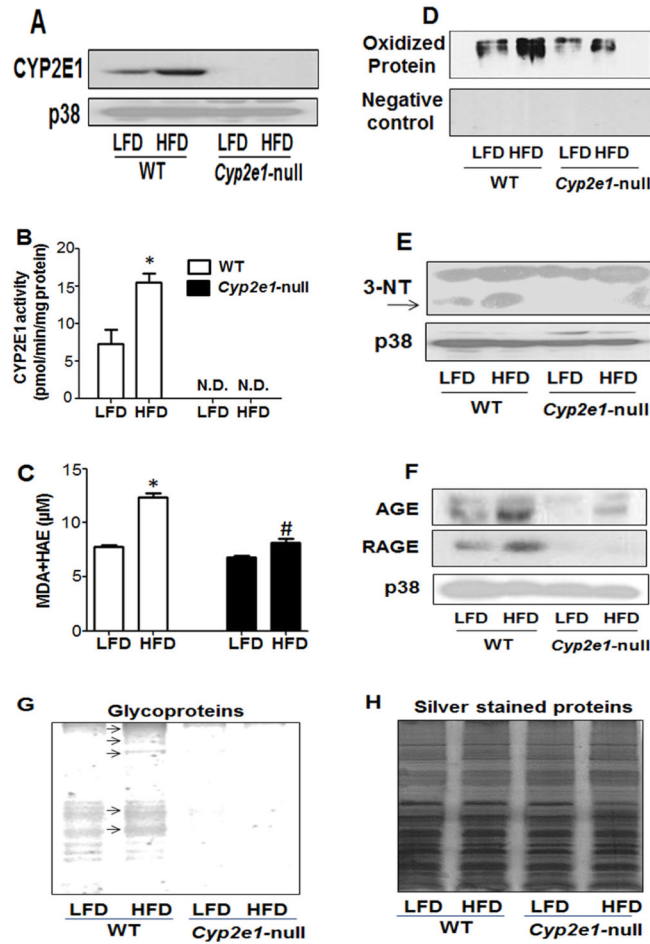 A
CYP2E1
p38
LFD HFD LFD HFD
WT Cyp2e1-null
B
CYP2E1 activity
(pmol/min/mg protein)
20
15
10
5
0
*
WT
Cyp2e1-null
N.D. N.D.
LFD HFD LFD HFD
C
MDA+HAE (µM)
15
10
5
0
*
#
LFD HFD LFD HFD
D
Oxidized
Protein
Negative
control
LFD HFD LFD HFD
WT Cyp2e1-null
E
3-NT
p38
LFD HFD LFD HFD
WT Cyp2e1-null
F
AGE
RAGE
p38
LFD HFD LFD HFD
WT Cyp2e1-null
G
Glycoproteins
LFD HFD LFD HFD
WT Cyp2e1-null
H
Silver stained proteins
LFD HFD LFD HFD
WT Cyp2e1-null